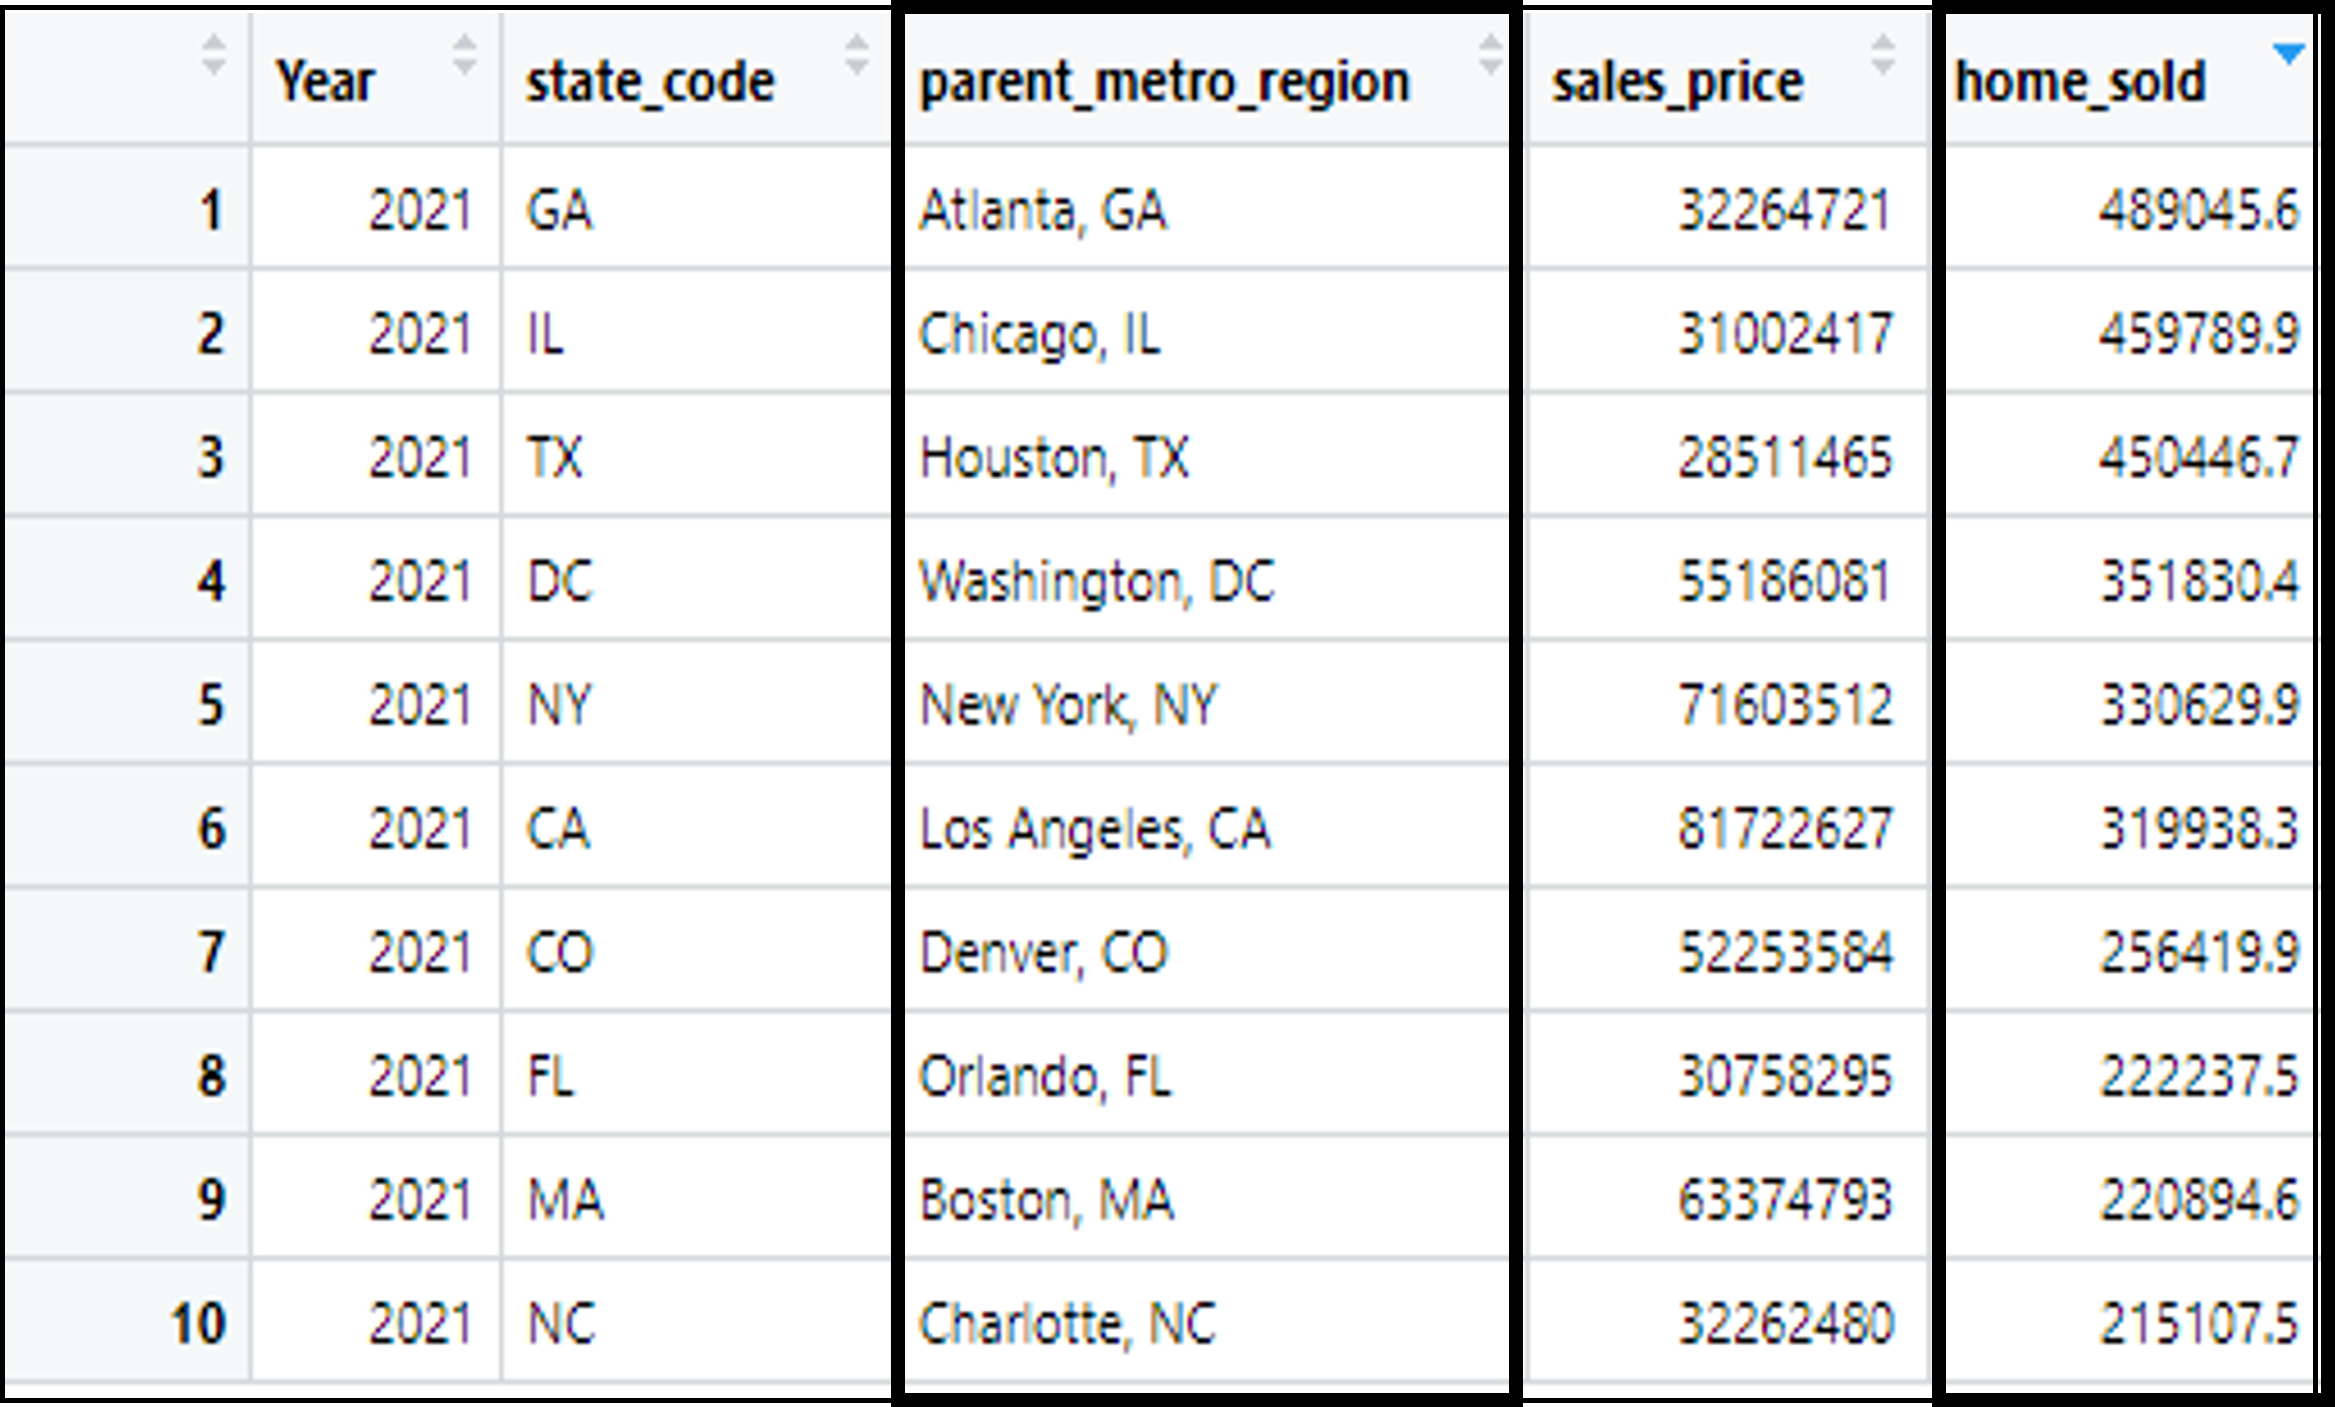 Year state_code parent_metro_region sales_price home_sold
1 2021 GA Atlanta, GA 32264721 489045.6
2 2021 IL Chicago, IL 31002417 459789.9
3 2021 TX Houston, TX 28511465 450446.7
4 2021 DC Washington, DC 55186081 351830.4
5 2021 NY New York, NY 71603512 330629.9
6 2021 CA Los Angeles, CA 81722627 319938.3
7 2021 CO Denver, CO 52253584 256419.9
8 2021 FL Orlando, FL 30758295 222237.5
9 2021 MA Boston, MA 63374793 220894.6
10 2021 NC Charlotte, NC 32262480 215107.5